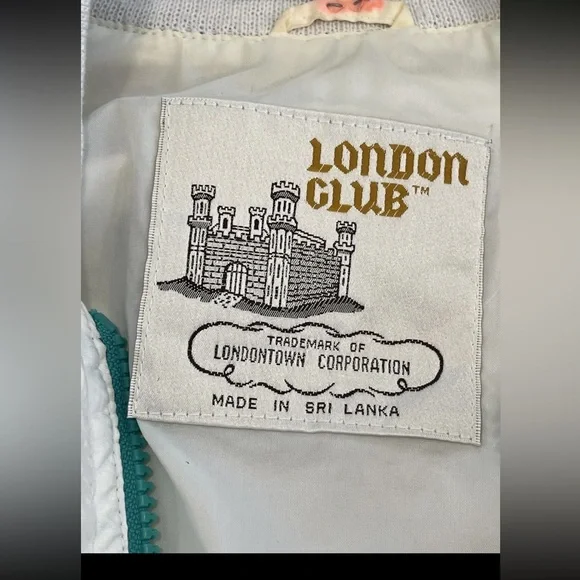 LONDON
CLUB™
TRADEMARK OF
LONDONTOWN CORPORATION
MADE IN SRI LANKA